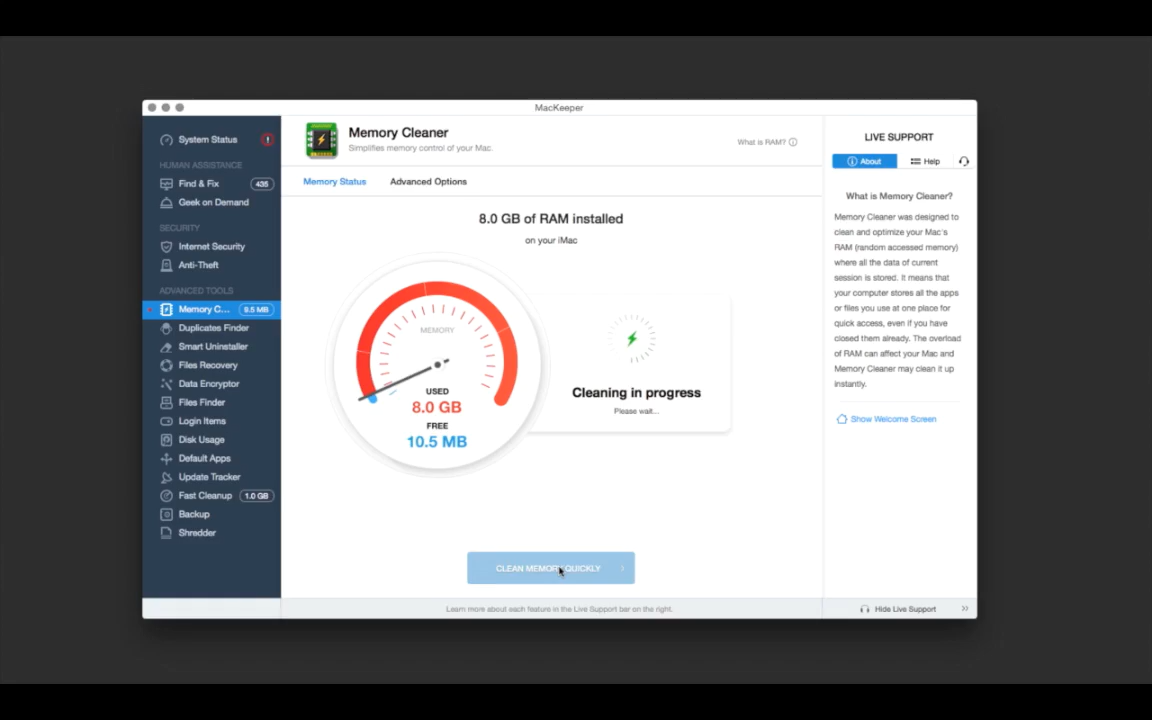 MacKeeper
System Status
HUMAN ASSISTANCE
Find & Fix 435
Geek on Demand
SECURITY
Internet Security
Anti-Theft
ADVANCED TOOLS
Memory C... 8.5 MB
Duplicates Finder
Smart Uninstaller
Files Recovery
Data Encryptor
Files Finder
Login Items
Disk Usage
Default Apps
Update Tracker
Fast Cleanup 1.0 GB
Backup
Shredder
Memory Cleaner
Simplifies memory control of your Mac.
What is RAM?
Memory Status Advanced Options
8.0 GB of RAM installed
on your iMac
MEMORY
USED
8.0 GB
FREE
10.5 MB
Cleaning in progress
Please wait...
CLEAN MEMORY QUICKLY
Learn more about each feature in the Live Support bar on the right.
LIVE SUPPORT
About Help
What is Memory Cleaner?
Memory Cleaner was designed to
clean and optimize your Mac's
RAM (random accessed memory)
where all the data of current
session is stored. It means that
your computer stores all the apps
or files you use at one place for
quick access, even if you have
closed them already. The overload
of RAM can affect your Mac and
Memory Cleaner may clean it up
instantly.
Show Welcome Screen
Hide Live Support